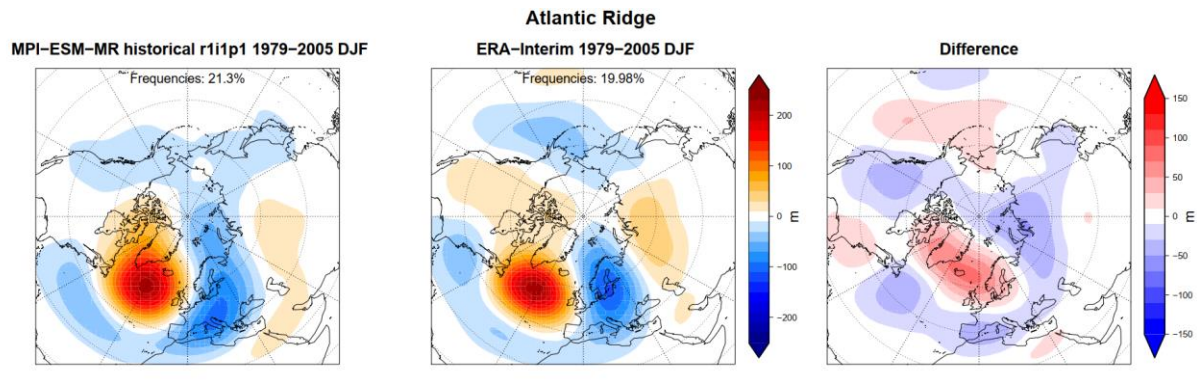 Atlantic Ridge
MPI−ESM−MR historical r1i1p1 1979−2005 DJF
Frequencies: 21.3%
ERA−Interim 1979−2005 DJF
Frequencies: 19.98%
200
100
0
−100
−200
m
Difference
150
100
50
0
−50
−100
−150
m